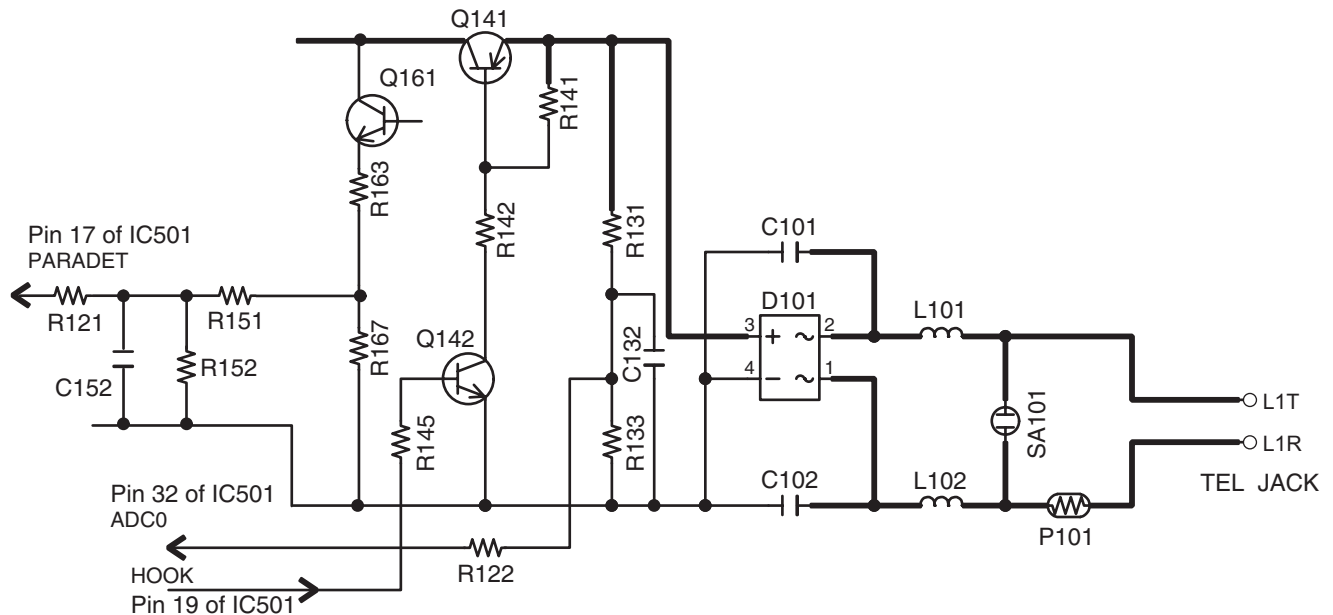 Q141
Q161
R141
R163
R142
R131
C101
Pin 17 of IC501
PARADET
D101
L101
3
+
~
2
R121
R151
R167
Q142
C132
4
−
~
1
C152
R152
R145
R133
SA101
L1T
L1R
C102
L102
TEL JACK
Pin 32 of IC501
ADC0
P101
R122
HOOK
Pin 19 of IC501